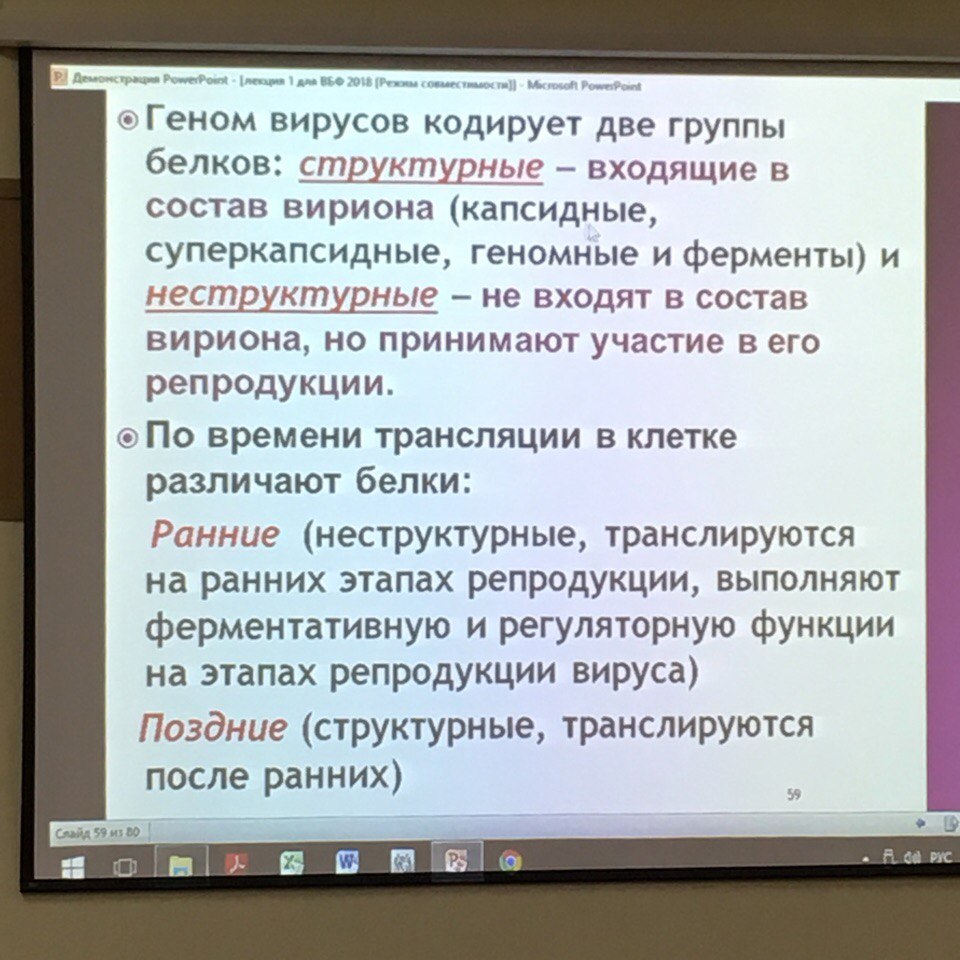 Демонстрация PowerPoint - [лекция 1 для ВБФ 2018 [Режим совместимости]] - Microsoft PowerPoint
Геном вирусов кодирует две группы
белков: структурные – входящие в
состав вириона (капсидные,
суперкапсидные, геномные и ферменты) и
неструктурные – не входят в состав
вириона, но принимают участие в его
репродукции.
По времени трансляции в клетке
различают белки:
Ранние (неструктурные, транслируются
на ранних этапах репродукции, выполняют
ферментативную и регуляторную функции
на этапах репродукции вируса)
Поздние (структурные, транслируются
после ранних)
59
Слайд 59 из 80
РУС